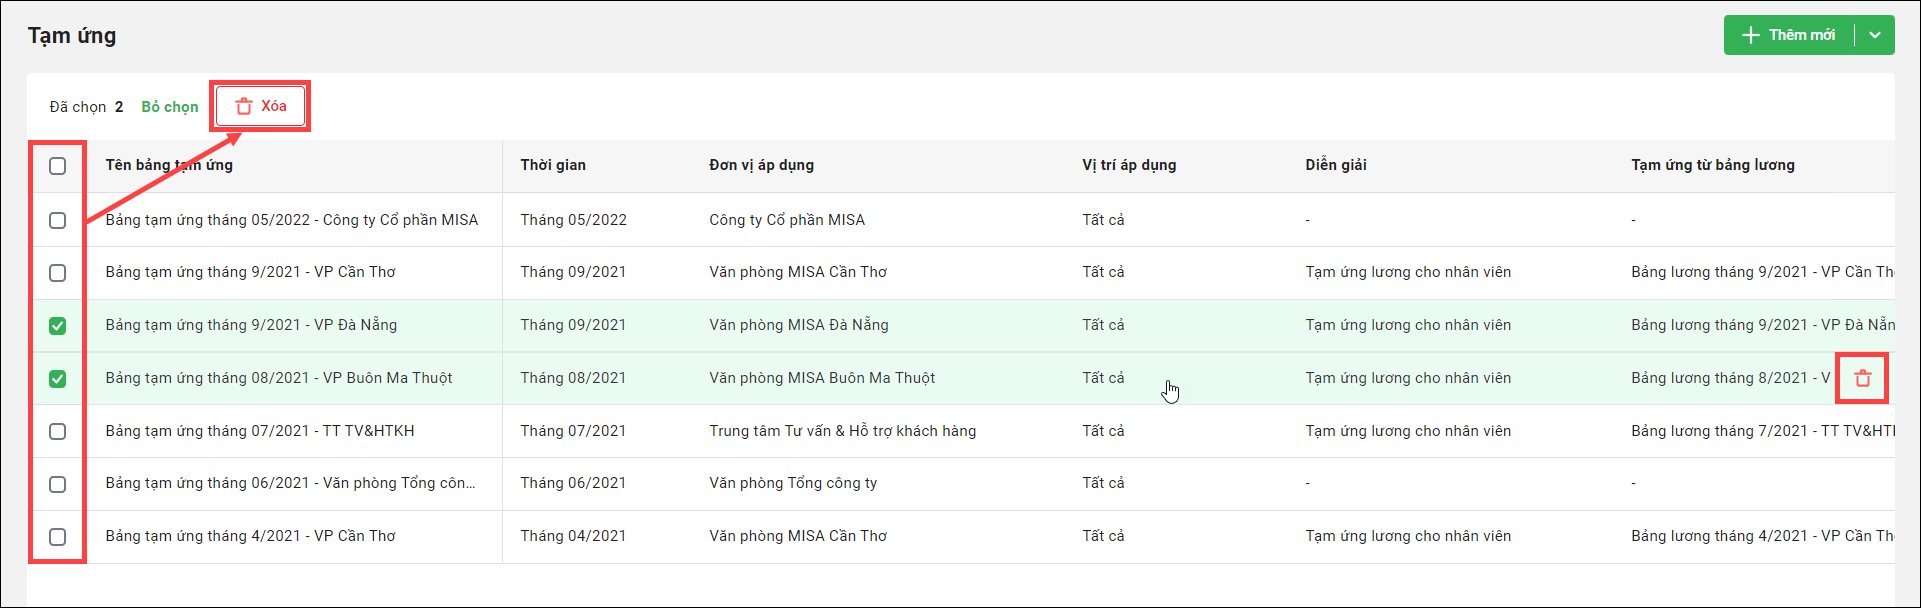 Tạm ứng
Thêm mới
Đã chọn 2 Bỏ chọn Xóa
Tên bảng tạm ứng Thời gian Đơn vị áp dụng Vị trí áp dụng Diễn giải Tạm ứng từ bảng lương
Bảng tạm ứng tháng 05/2022 - Công ty Cổ phần MISA Tháng 05/2022 Công ty Cổ phần MISA Tất cả - -
Bảng tạm ứng tháng 9/2021 - VP Cần Thơ Tháng 09/2021 Văn phòng MISA Cần Thơ Tất cả Tạm ứng lương cho nhân viên Bảng lương tháng 9/2021 - VP Cần Th
Bảng tạm ứng tháng 9/2021 - VP Đà Nẵng Tháng 09/2021 Văn phòng MISA Đà Nẵng Tất cả Tạm ứng lương cho nhân viên Bảng lương tháng 9/2021 - VP Đà Nẵn
Bảng tạm ứng tháng 08/2021 - VP Buôn Ma Thuột Tháng 08/2021 Văn phòng MISA Buôn Ma Thuột Tất cả Tạm ứng lương cho nhân viên Bảng lương tháng 8/2021 - V
Bảng tạm ứng tháng 07/2021 - TT TV&HTKH Tháng 07/2021 Trung tâm Tư vấn & Hỗ trợ khách hàng Tất cả Tạm ứng lương cho nhân viên Bảng lương tháng 7/2021 - TT TV&HT
Bảng tạm ứng tháng 06/2021 - Văn phòng Tổng côn... Tháng 06/2021 Văn phòng Tổng công ty Tất cả - -
Bảng tạm ứng tháng 4/2021 - VP Cần Thơ Tháng 04/2021 Văn phòng MISA Cần Thơ Tất cả Tạm ứng lương cho nhân viên Bảng lương tháng 4/2021 - VP Cần Th